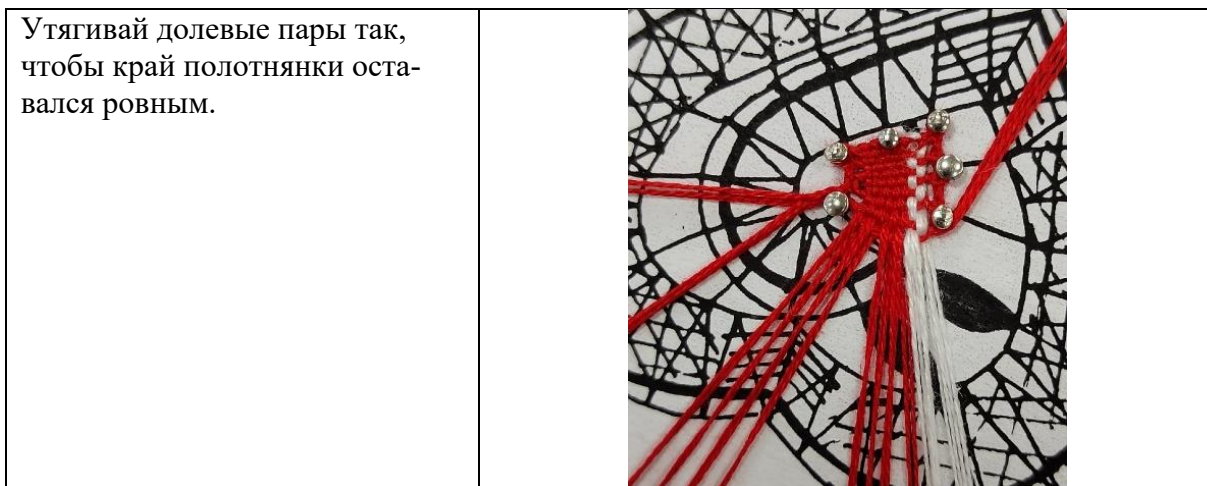 Утягивай долевые пары так,
чтобы край полотнянки оста-
вался ровным.